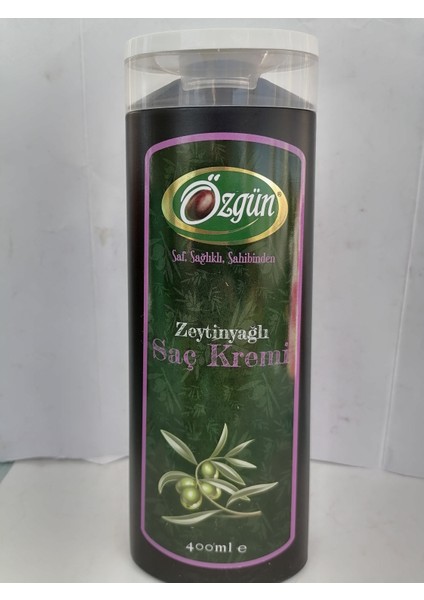 Özgün
Saf, Sağlıklı, Sahibinden
Zeytinyağlı
Saç Kremi
400ml e